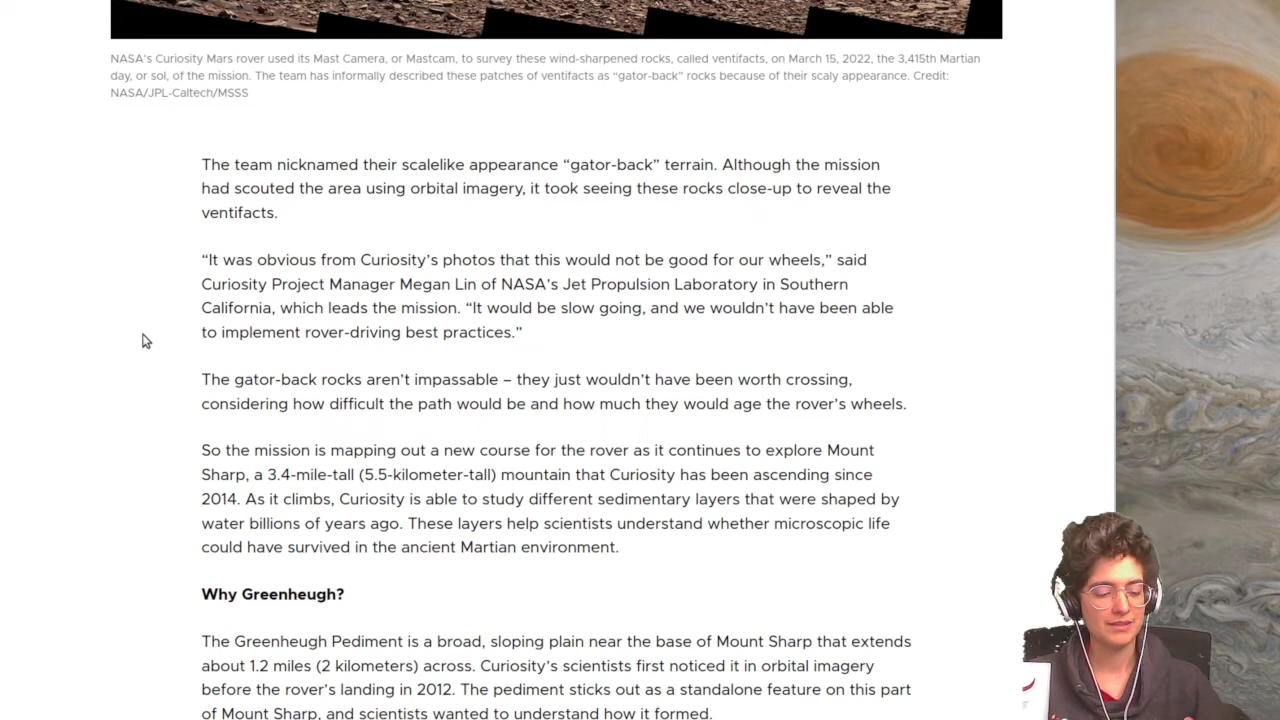 NASA's Curiosity Mars rover used its Mast Camera, or Mastcam, to survey these wind-sharpened rocks, called ventifacts, on March 15, 2022, the 3,415th Martian
day, or sol, of the mission. The team has informally described these patches of ventifacts as “gator-back” rocks because of their scaly appearance. Credit:
NASA/JPL-Caltech/MSSS
The team nicknamed their scalelike appearance “gator-back” terrain. Although the mission
had scouted the area using orbital imagery, it took seeing these rocks close-up to reveal the
ventifacts.
“It was obvious from Curiosity’s photos that this would not be good for our wheels,” said
Curiosity Project Manager Megan Lin of NASA’s Jet Propulsion Laboratory in Southern
California, which leads the mission. “It would be slow going, and we wouldn’t have been able
to implement rover-driving best practices.”
The gator-back rocks aren’t impassable – they just wouldn’t have been worth crossing,
considering how difficult the path would be and how much they would age the rover’s wheels.
So the mission is mapping out a new course for the rover as it continues to explore Mount
Sharp, a 3.4-mile-tall (5.5-kilometer-tall) mountain that Curiosity has been ascending since
2014. As it climbs, Curiosity is able to study different sedimentary layers that were shaped by
water billions of years ago. These layers help scientists understand whether microscopic life
could have survived in the ancient Martian environment.
Why Greenheugh?
The Greenheugh Pediment is a broad, sloping plain near the base of Mount Sharp that extends
about 1.2 miles (2 kilometers) across. Curiosity’s scientists first noticed it in orbital imagery
before the rover’s landing in 2012. The pediment sticks out as a standalone feature on this part
of Mount Sharp, and scientists wanted to understand how it formed.